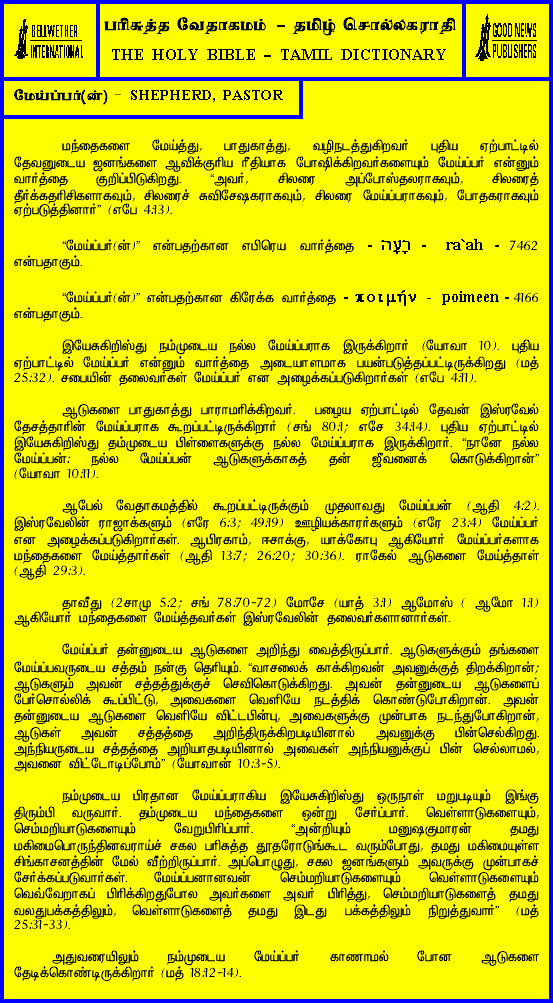 BELLWETHER
INTERNATIONAL
பரிசுத்த வேதாகமம் – தமிழ் சொல்லகராதி
THE HOLY BIBLE – TAMIL DICTIONARY
GOOD NEWS
PUBLISHERS
மேய்ப்பர்(ன்) – SHEPHERD, PASTOR
மந்தைகளை மேய்த்து, பாதுகாத்து, வழிநடத்துகிறவர் புதிய ஏற்பாட்டில்
தேவனுடைய ஜனங்களை ஆவிக்குரிய ரீதியாக போஷிக்கிறவர்களையும் மேய்ப்பர் என்னும்
வார்த்தை குறிப்பிடுகிறது. “அவர், சிலரை அப்போஸ்தலராகவும், சிலரைத்
தீர்க்கதரிசிகளாகவும், சிலரைச் சுவிசேஷகராகவும், சிலரை மேய்ப்பராகவும், போதகராகவும்
ஏற்படுத்தினார்” (எபே 4:13).
“மேய்ப்பர்(ன்)” என்பதற்கான எபிரெய வார்த்தை - רָעָה - ra`ah - 7462
என்பதாகும்.
“மேய்ப்பர்(ன்)” என்பதற்கான கிரேக்க வார்த்தை - ποιμήν - poimeen - 4166
என்பதாகும்.
இயேசுகிறிஸ்து நம்முடைய நல்ல மேய்ப்பராக இருக்கிறார் (யோவா 10). புதிய
ஏற்பாட்டில் மேய்ப்பர் என்னும் வார்த்தை அடையாளமாக பயன்படுத்தப்பட்டிருக்கிறது (மத்
25:32). சபையின் தலைவர்கள் மேய்ப்பர் என அழைக்கப்படுகிறார்கள் (எபே 4:11).
ஆடுகளை பாதுகாத்து பாராமரிக்கிறவர். பழைய ஏற்பாட்டில் தேவன் இஸ்ரவேல்
தேசத்தாரின் மேய்ப்பராக கூறப்பட்டிருக்கிறார் (சங் 80:1; எசே 34:14). புதிய ஏற்பாட்டில்
இயேசுகிறிஸ்து தம்முடைய பிள்ளைகளுக்கு நல்ல மேய்ப்பராக இருக்கிறார். “நானே நல்ல
மேய்ப்பன்: நல்ல மேய்ப்பன் ஆடுகளுக்காகத் தன் ஜீவனைக் கொடுக்கிறான்”
(யோவா 10:11).
ஆபேல் வேதாகமத்தில் கூறப்பட்டிருக்கும் முதலாவது மேய்ப்பன் (ஆதி 4:2).
இஸ்ரவேலின் ராஜாக்களும் (எரே 6:3; 49:19) ஊழியக்காரர்களும் (எரே 23:4) மேய்ப்பர்
என அழைக்கப்படுகிறார்கள். ஆபிரகாம், ஈசாக்கு, யாக்கோபு ஆகியோர் மேய்ப்பர்களாக
மந்தைகளை மேய்த்தார்கள் (ஆதி 13:7; 26:20; 30:36). ராகேல் ஆடுகளை மேய்த்தாள்
(ஆதி 29:3).
தாவீது (2சாமு 5:2; சங் 78:70-72) மோசே (யாத் 3:1) ஆமோஸ் ( ஆமோ 1:1)
ஆகியோர் மந்தைகளை மேய்த்தவர்கள் இஸ்ரவேலின் தலைவர்களானார்கள்.
மேய்ப்பர் தன்னுடைய ஆடுகளை அறிந்து வைத்திருப்பார். ஆடுகளுக்கும் தங்களை
மேய்ப்பவருடைய சத்தம் நன்கு தெரியும். “வாசலைக் காக்கிறவன் அவனுக்குத் திறக்கிறான்;
ஆடுகளும் அவன் சத்தத்துக்குச் செவிகொடுக்கிறது. அவன் தன்னுடைய ஆடுகளைப்
பேர்சொல்லிக் கூப்பிட்டு, அவைகளை வெளியே நடத்திக் கொண்டுபோகிறான். அவன்
தன்னுடைய ஆடுகளை வெளியே விட்டபின்பு, அவைகளுக்கு முன்பாக நடந்துபோகிறான்,
ஆடுகள் அவன் சத்தத்தை அறிந்திருக்கிறபடியினால் அவனுக்கு பின்செல்கிறது.
அந்நியருடைய சத்தத்தை அறியாதபடியினால் அவைகள் அந்நியனுக்குப் பின் செல்லாமல்,
அவனை விட்டோடிப்போம்” (யோவான் 10:3-5).
நம்முடைய பிரதான மேய்ப்பராகிய இயேசுகிறிஸ்து ஒருநாள் மறுபடியும் இங்கு
திரும்பி வருவார். தம்முடைய மந்தைகளை ஒன்று சேர்ப்பார். வெள்ளாடுகளையும்,
செம்மறியாடுகளையும் வேறுபிரிப்பார். “அன்றியும் மனுஷகுமாரன் தமது
மகிமைபொருந்தினவராய்ச் சகல பரிசுத்த தூதரோடுங்கூட வரும்போது, தமது மகிமையுள்ள
சிங்காசனத்தின் மேல் வீற்றிருப்பார். அப்பொழுது, சகல ஜனங்களும் அவருக்கு முன்பாகச்
சேர்க்கப்படுவார்கள். மேய்ப்பனானவன் செம்மறியாடுகளையும் வெள்ளாடுகளையும்
வெவ்வேறாகப் பிரிக்கிறதுபோல அவர்களை அவர் பிரித்து, செம்மறியாடுகளைத் தமது
வலதுபக்கத்திலும், வெள்ளாடுகளைத் தமது இடது பக்கத்திலும் நிறுத்துவார்” (மத்
25:31-33).
அதுவரையிலும் நம்முடைய மேய்ப்பர் காணாமல் போன ஆடுகளை
தேடிக்கொண்டிருக்கிறார் (மத் 18:12-14).